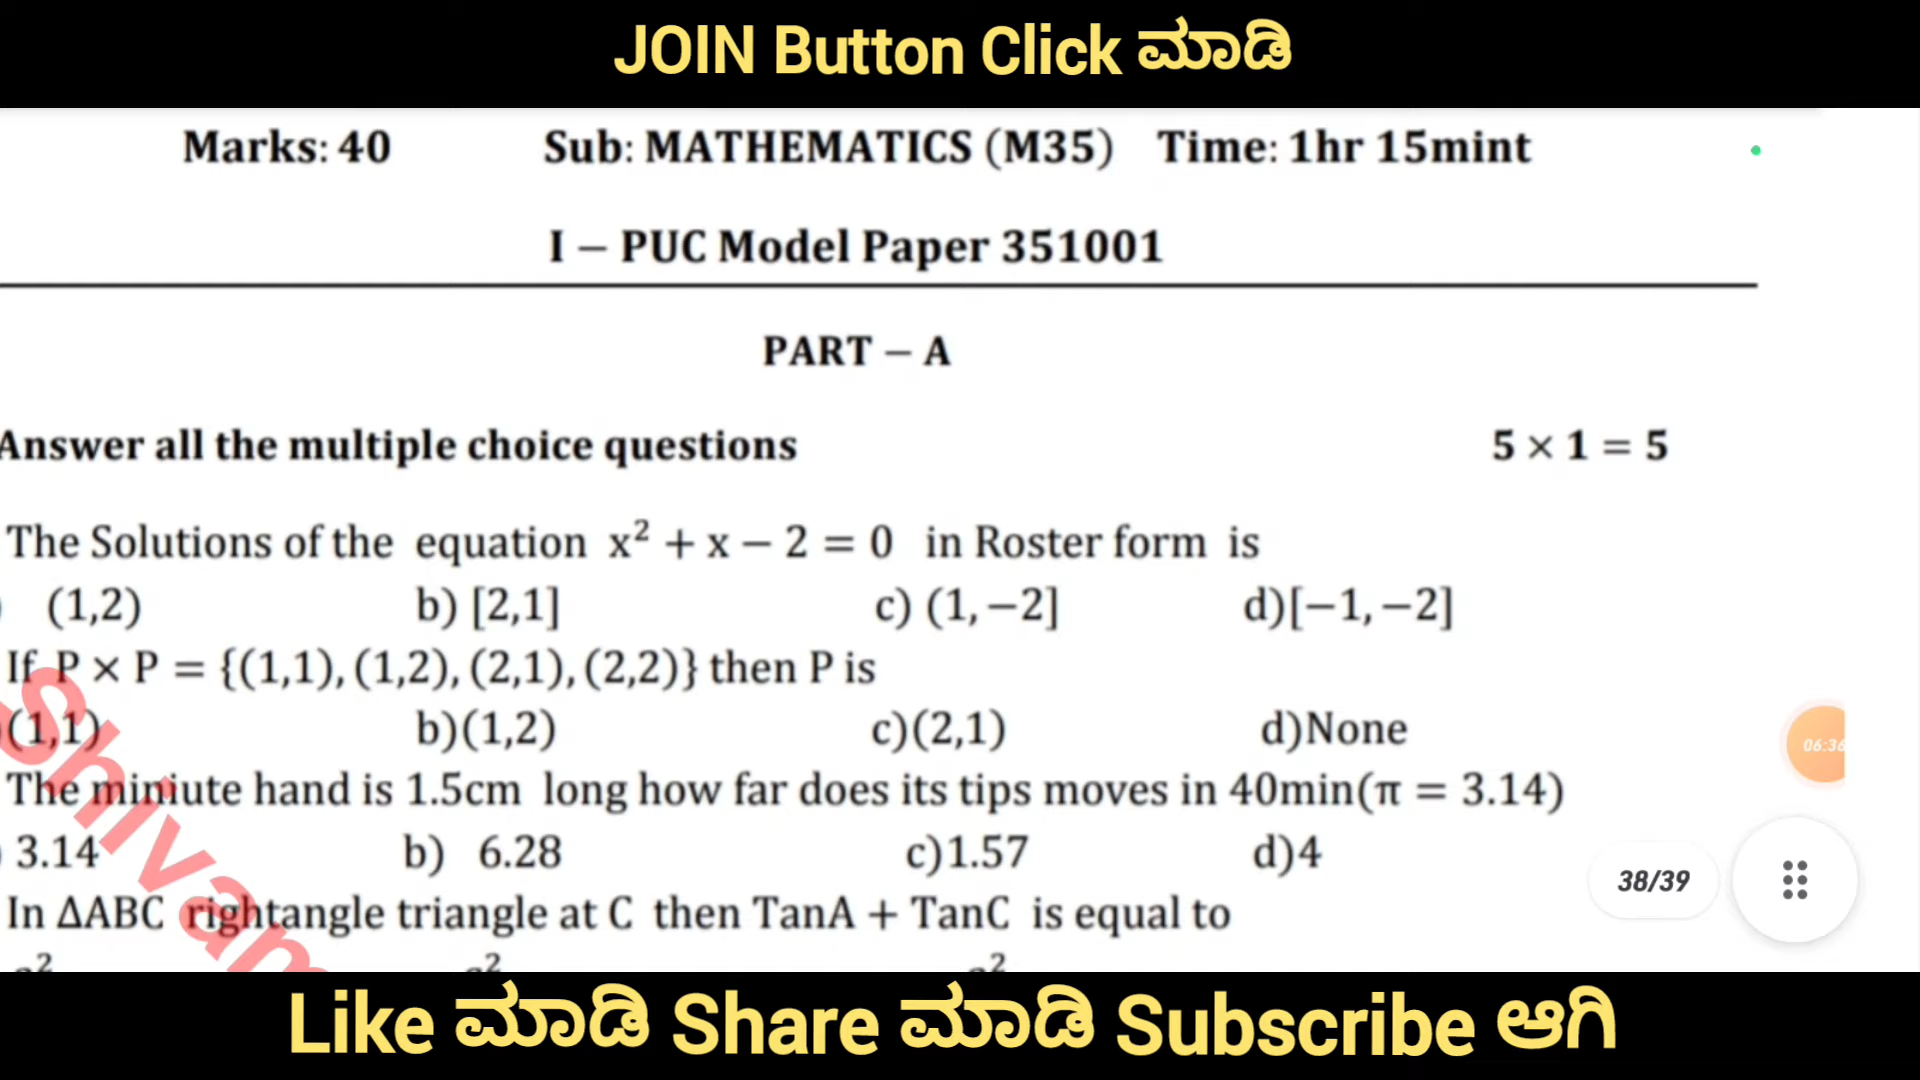 JOIN Button Click ಮಾಡಿ
Marks: 40 Sub: MATHEMATICS (M35) Time: 1hr 15mint
I – PUC Model Paper 351001
PART – A
Answer all the multiple choice questions 5 × 1 = 5
The Solutions of the equation x² + x − 2 = 0 in Roster form is
(1,2) b) [2,1] c) (1, −2] d)[−1, −2]
If P × P = {(1,1), (1,2), (2,1), (2,2)} then P is
(1,1) b)(1,2) c)(2,1) d)None
The miniute hand is 1.5cm long how far does its tips moves in 40min(π = 3.14)
3.14 b) 6.28 c)1.57 d)4
In ΔABC rightangle triangle at C then TanA + TanC is equal to
Shivam
06:36
38/39
Like ಮಾಡಿ Share ಮಾಡಿ Subscribe ಆಗಿ